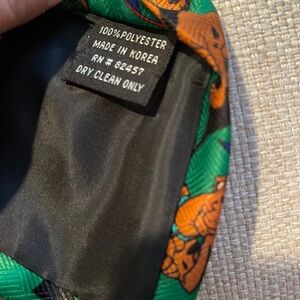 100% POLYESTER
MADE IN KOREA
RN # 82457
DRY CLEAN ONLY